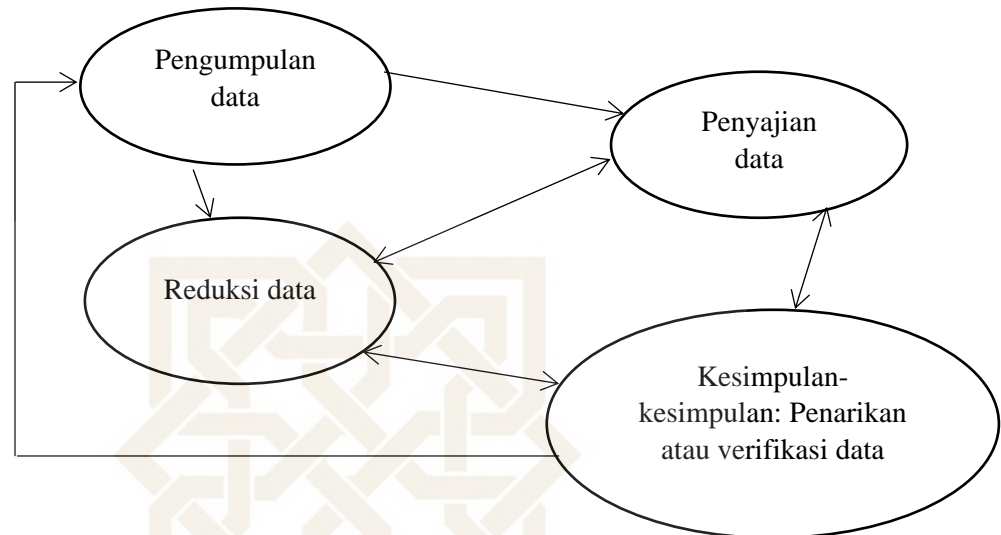 Pengumpulan
data
Penyajian
data
Reduksi data
Kesimpulan-
kesimpulan: Penarikan
atau verifikasi data